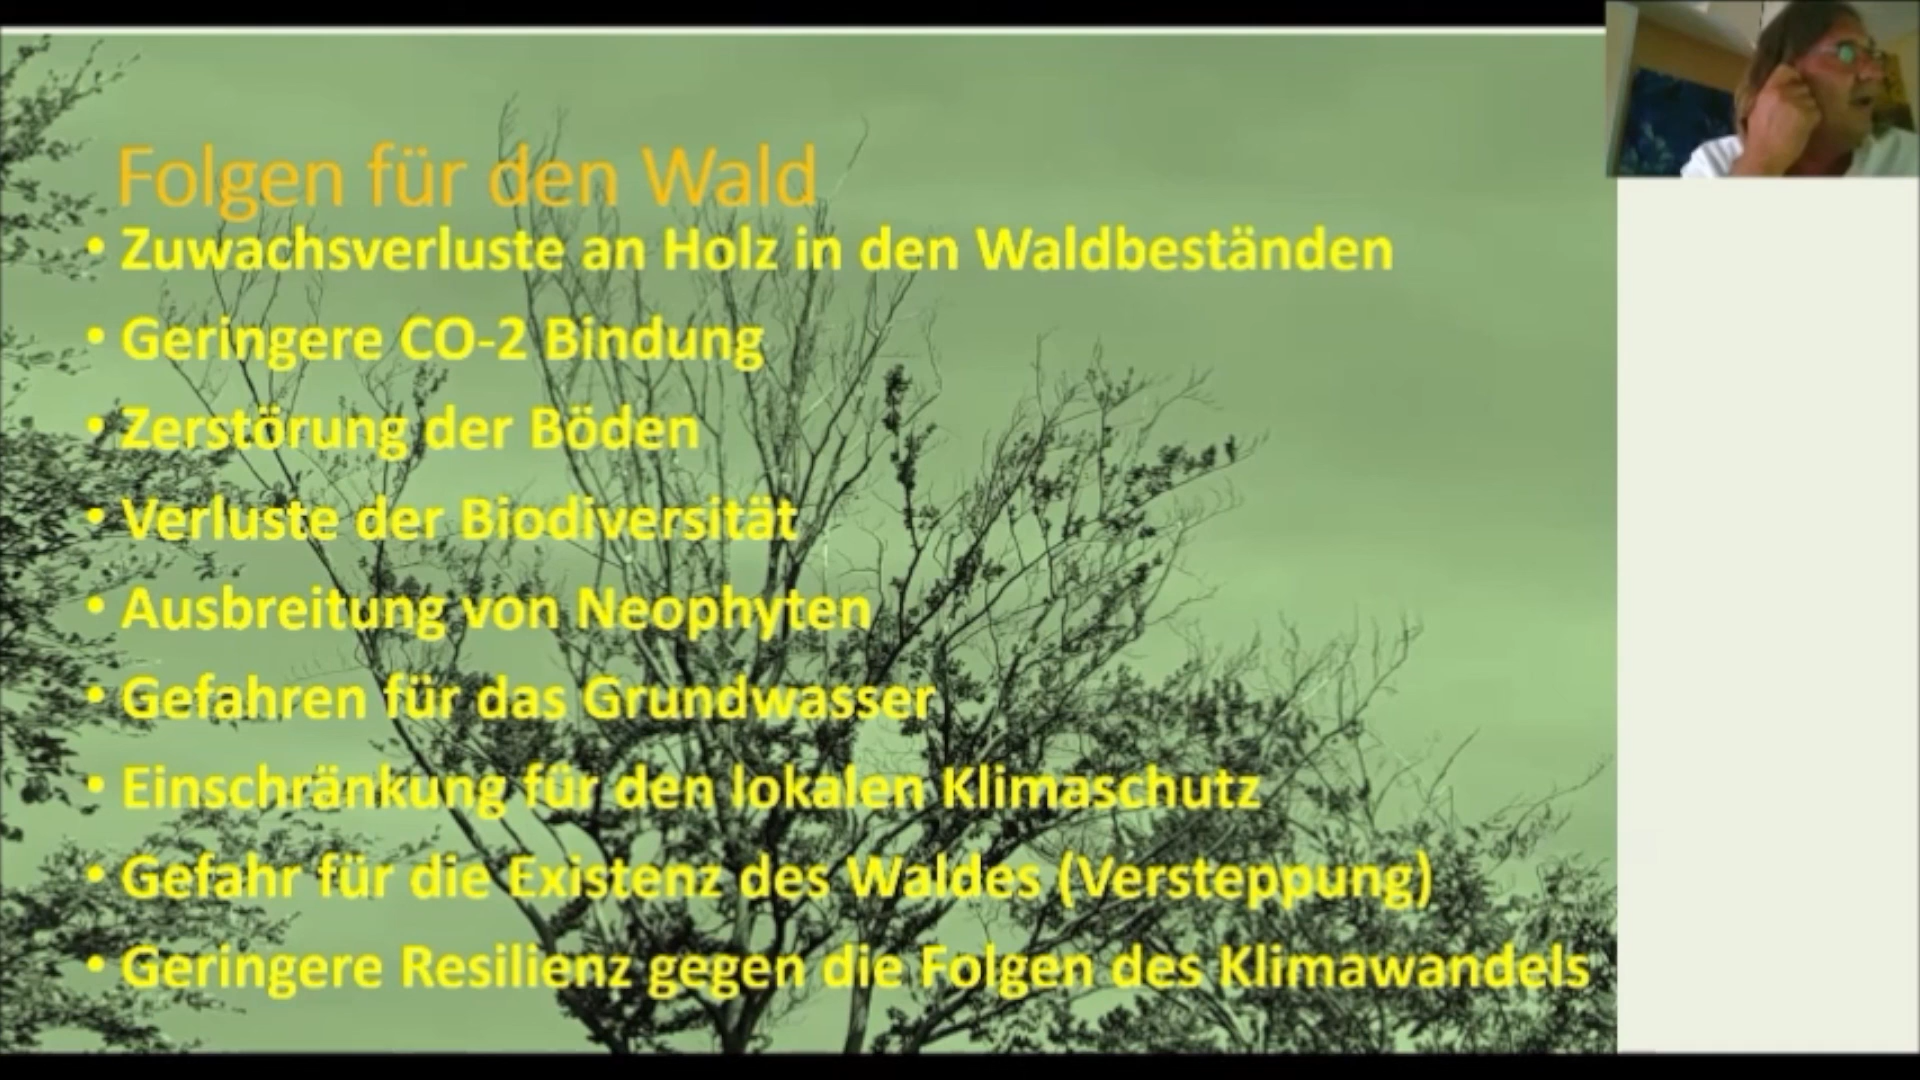 Folgen für den Wald
• Zuwachsverluste an Holz in den Waldbeständen
• Geringere CO-2 Bindung
• Zerstörung der Böden
• Verluste der Biodiversität
• Ausbreitung von Neophyten
• Gefahren für das Grundwasser
• Einschränkung für den lokalen Klimaschutz
• Gefahr für die Existenz des Waldes (Versteppung)
• Geringere Resilienz gegen die Folgen des Klimawandels